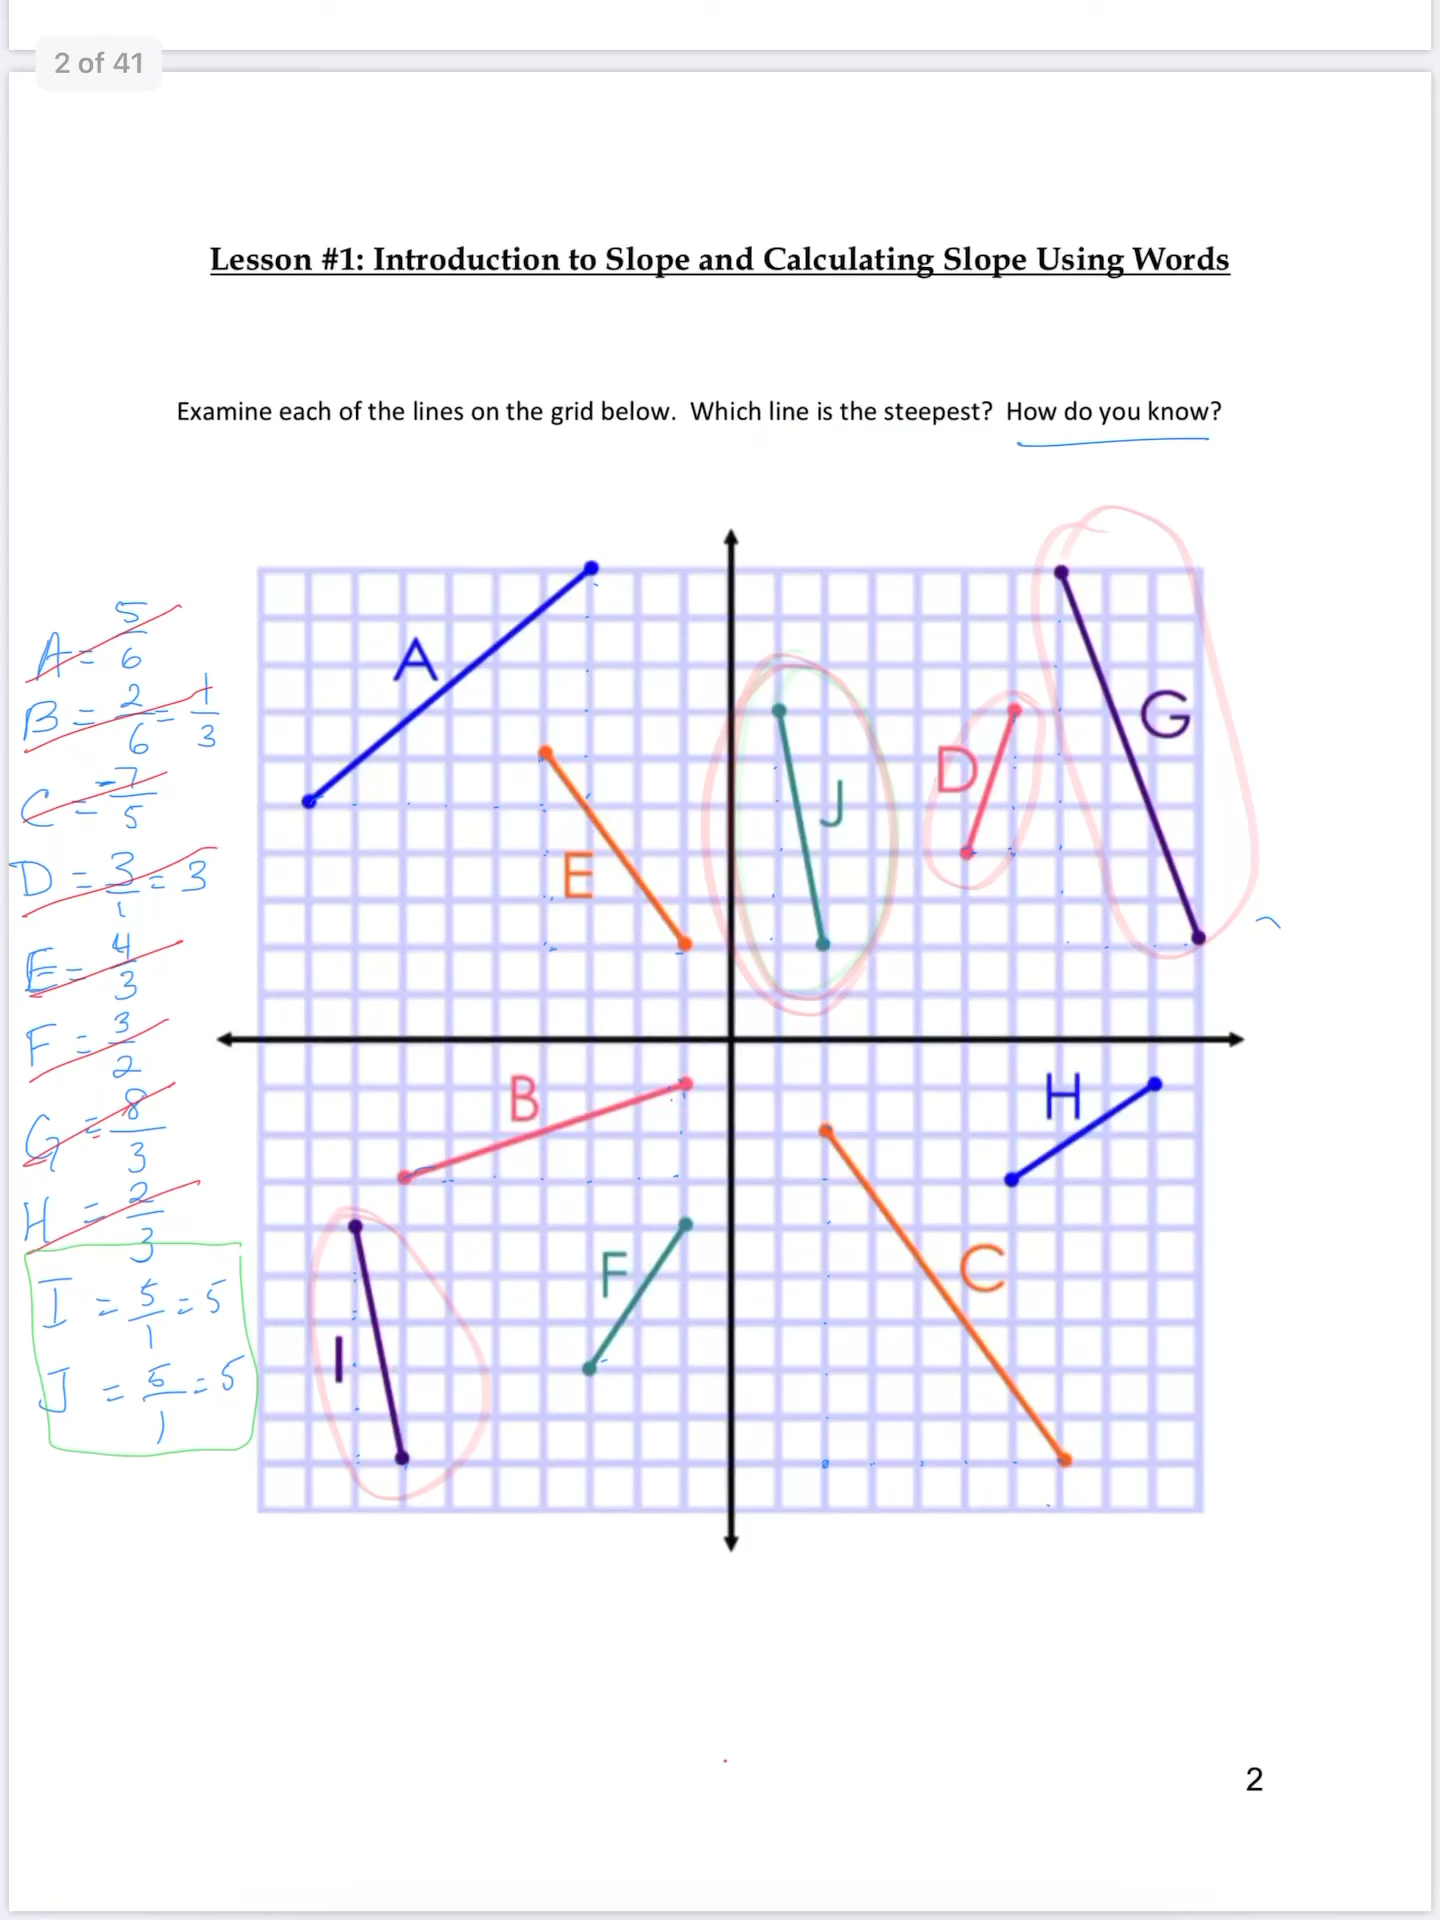 2 of 41
Lesson #1: Introduction to Slope and Calculating Slope Using Words
Examine each of the lines on the grid below. Which line is the steepest? How do you know?
A = 5/6
B = 2/6 = 1/3
C = -7/5
D = 3/1 = 3
E = 4/3
F = 3/2
G = 8/3
H = 2/3
I = 5/1 = 5
J = 5/1 = 5
A
G
D
J
E
B
H
F
C
I
2